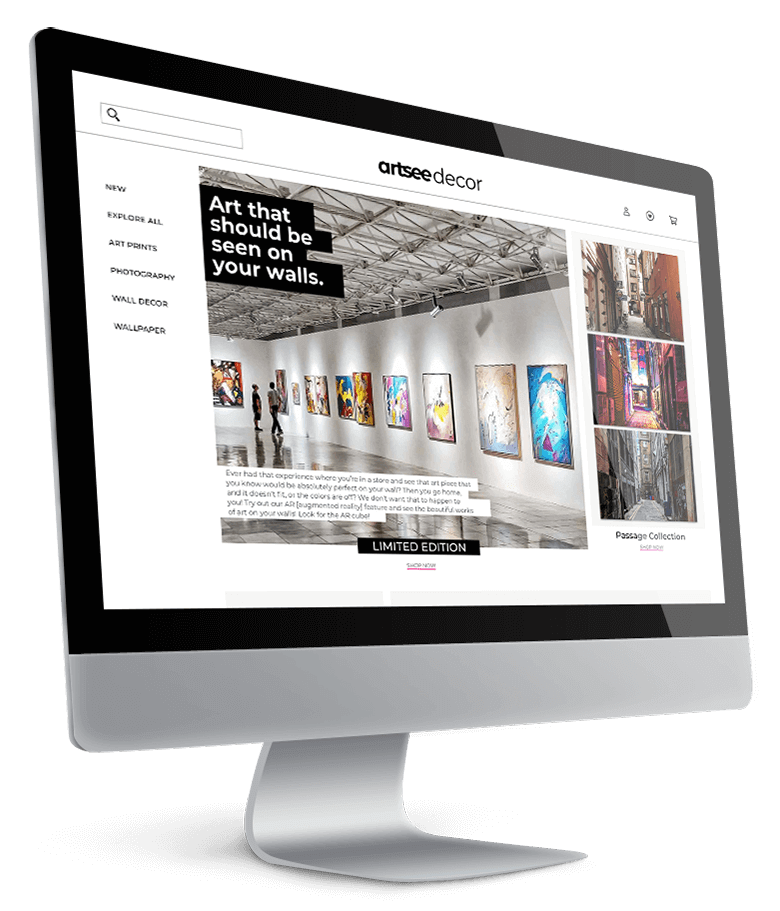 artsee decor
NEW
EXPLORE ALL
ART PRINTS
PHOTOGRAPHY
WALL DECOR
WALLPAPER
Art that
should be
seen on
your walls.
Ever had that experience where you're in a store and see that art piece that
you know would be absolutely perfect on your wall? Then you go home,
and it doesn't fit, or the colors are off? We don't want that to happen to
you! Try out our AR [augmented reality] feature and see the beautiful works
of art on your walls! Look for the AR cube!
LIMITED EDITION
SHOP NOW
Passage Collection
SHOP NOW